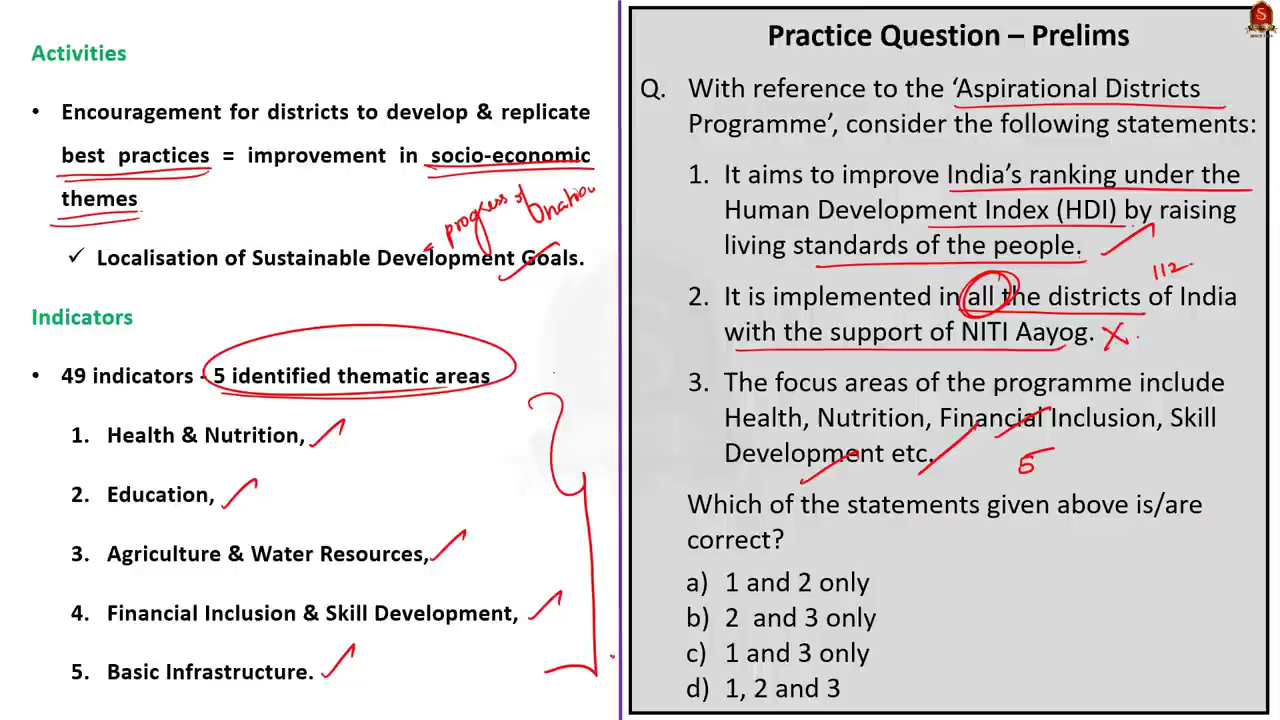 Activities
• Encouragement for districts to develop & replicate
best practices = improvement in socio-economic
themes
progress of nation
✓ Localisation of Sustainable Development Goals.
Indicators
• 49 indicators - 5 identified thematic areas
1. Health & Nutrition,
2. Education,
3. Agriculture & Water Resources,
4. Financial Inclusion & Skill Development,
5. Basic Infrastructure.
Practice Question – Prelims
Q. With reference to the ‘Aspirational Districts
Programme’, consider the following statements:
1. It aims to improve India’s ranking under the
Human Development Index (HDI) by raising
living standards of the people.
112
2. It is implemented in all the districts of India
with the support of NITI Aayog. X
3. The focus areas of the programme include
Health, Nutrition, Financial Inclusion, Skill
Development etc.
5
Which of the statements given above is/are
correct?
a) 1 and 2 only
b) 2 and 3 only
c) 1 and 3 only
d) 1, 2 and 3